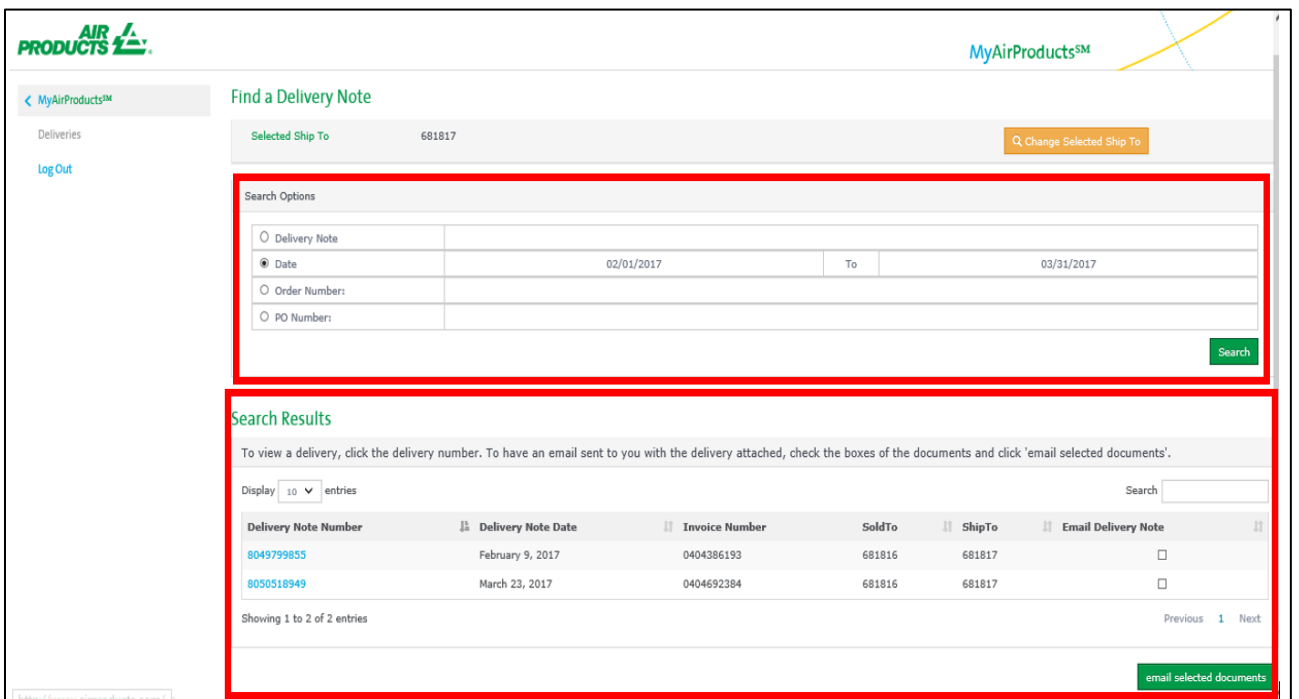 AIR
PRODUCTS
MyAirProducts℠
MyAirProducts℠
Deliveries
Log Out
Find a Delivery Note
Selected Ship To 681817 Change Selected Ship To
Search Options
Delivery Note
Date 02/01/2017 To 03/31/2017
Order Number:
PO Number:
Search
Search Results
To view a delivery, click the delivery number. To have an email sent to you with the delivery attached, check the boxes of the documents and click 'email selected documents'.
Display 10 entries Search
Delivery Note Number Delivery Note Date Invoice Number SoldTo ShipTo Email Delivery Note
8049799855 February 9, 2017 0404386193 681816 681817
8050518949 March 23, 2017 0404692384 681816 681817
Showing 1 to 2 of 2 entries Previous 1 Next
email selected documents